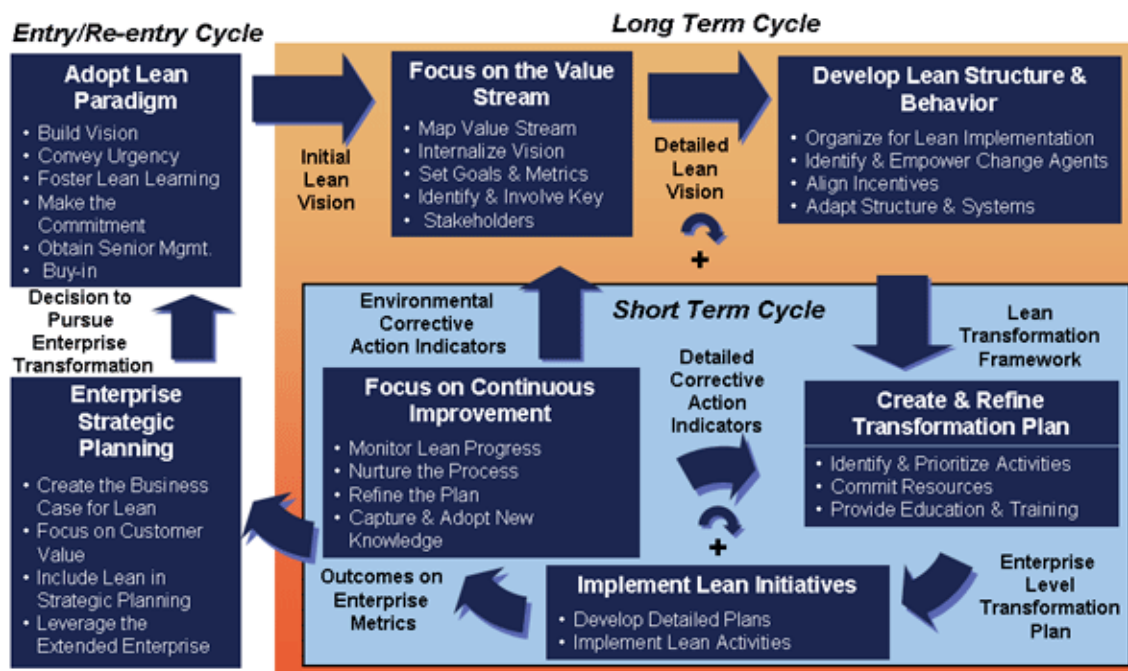 Entry/Re-entry Cycle
Long Term Cycle
Adopt Lean
Paradigm
• Build Vision
• Convey Urgency
• Foster Lean Learning
• Make the
Commitment
• Obtain Senior Mgmt.
• Buy-in
Initial
Lean
Vision
Focus on the Value
Stream
• Map Value Stream
• Internalize Vision
• Set Goals & Metrics
• Identify & Involve Key
• Stakeholders
Detailed
Lean
Vision
+
Develop Lean Structure &
Behavior
• Organize for Lean Implementation
• Identify & Empower Change Agents
• Align Incentives
• Adapt Structure & Systems
Decision to
Pursue
Enterprise
Transformation
Environmental
Corrective
Action Indicators
Short Term Cycle
Lean
Transformation
Framework
Enterprise
Strategic
Planning
• Create the Business
Case for Lean
• Focus on Customer
Value
• Include Lean in
Strategic Planning
• Leverage the
Extended Enterprise
Focus on Continuous
Improvement
• Monitor Lean Progress
• Nurture the Process
• Refine the Plan
• Capture & Adopt New
Knowledge
Detailed
Corrective
Action
Indicators
+
Create & Refine
Transformation Plan
• Identify & Prioritize Activities
• Commit Resources
• Provide Education & Training
Outcomes on
Enterprise
Metrics
Implement Lean Initiatives
• Develop Detailed Plans
• Implement Lean Activities
Enterprise
Level
Transformation
Plan